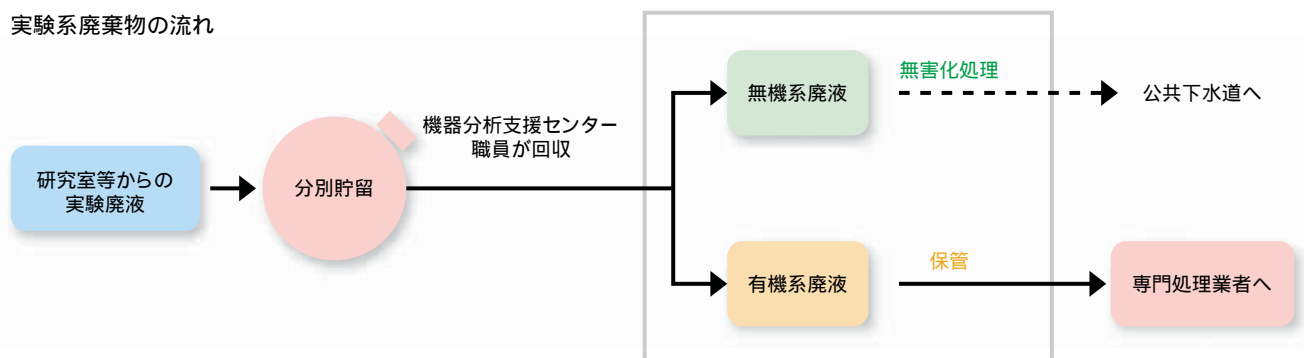 実験系廃棄物の流れ
研究室等からの
実験廃液
分別貯留
機器分析支援センター
職員が回収
無機系廃液
無害化処理
公共下水道へ
有機系廃液
保管
専門処理業者へ